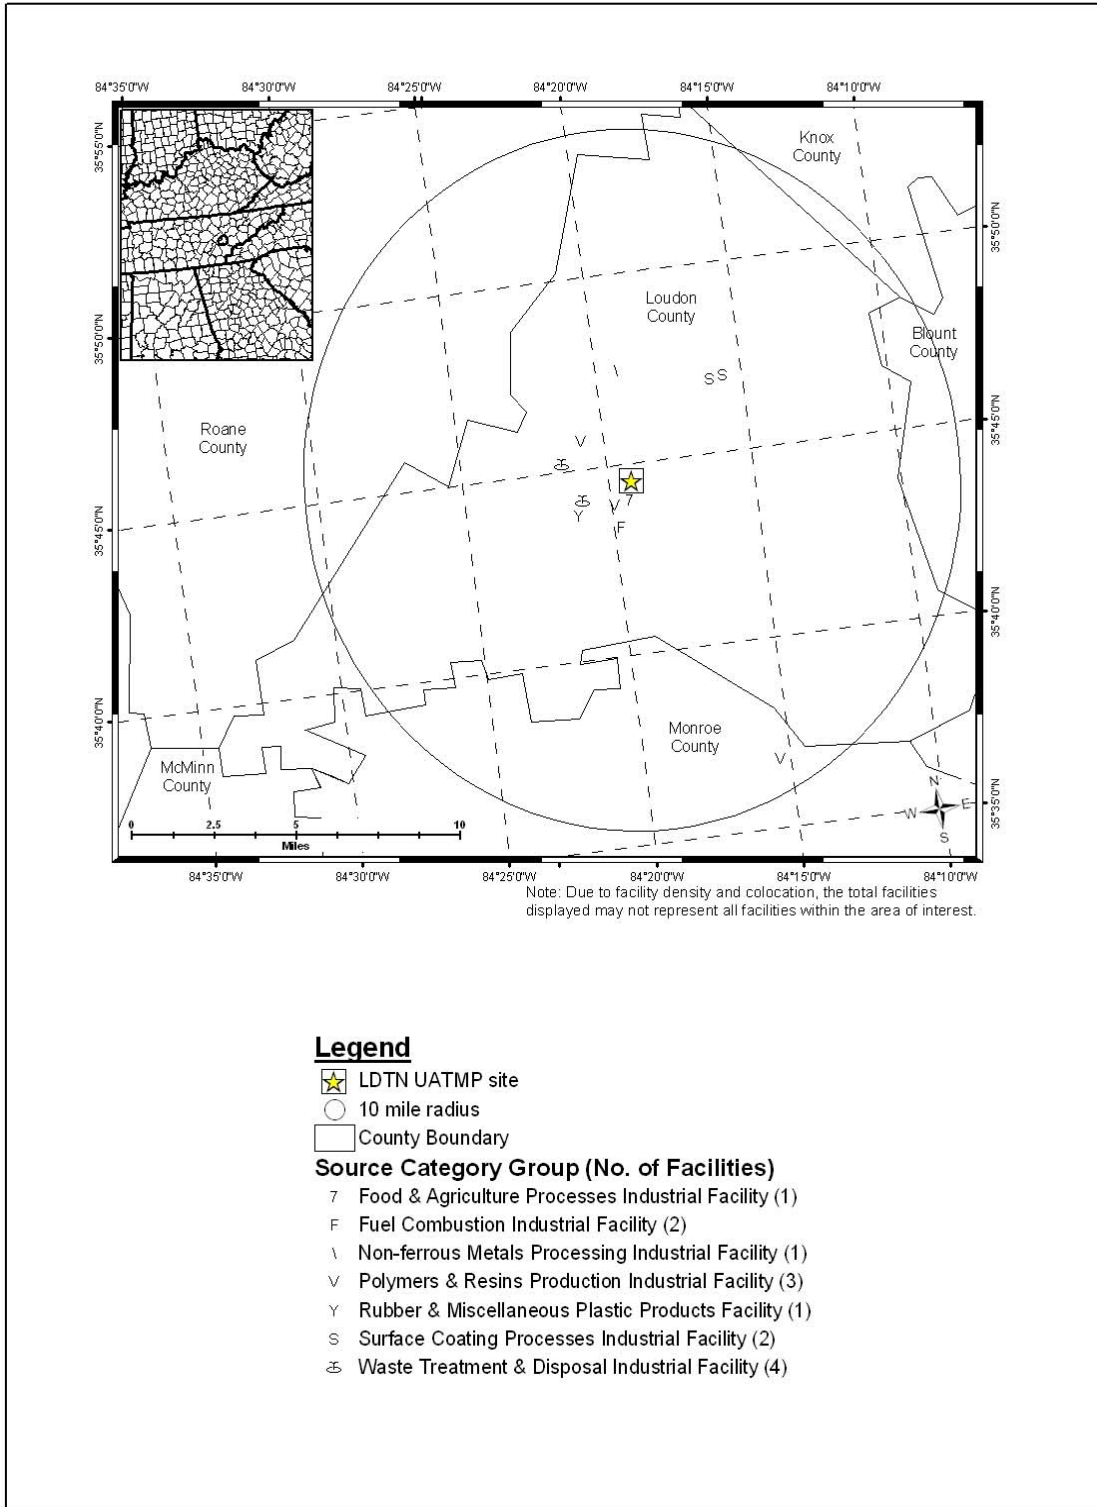 84°35'0"W 84°30'0"W 84°25'0"W 84°20'0"W 84°15'0"W 84°10'0"W
35°55'0"N
35°50'0"N
35°45'0"N
35°40'0"N
Knox
County
Loudon
County
Blount
County
Roane
County
S S
V
7
V
Y
F
Monroe
County
V
McMinn
County
35°50'0"N
35°45'0"N
35°40'0"N
35°35'0"N
N
W E
S
0 2.5 5 10
Miles
84°35'0"W 84°30'0"W 84°25'0"W 84°20'0"W 84°15'0"W 84°10'0"W
Note: Due to facility density and colocation, the total facilities
displayed may not represent all facilities within the area of interest.
Legend
LDTN UATMP site
10 mile radius
County Boundary
Source Category Group (No. of Facilities)
7 Food & Agriculture Processes Industrial Facility (1)
F Fuel Combustion Industrial Facility (2)
\ Non-ferrous Metals Processing Industrial Facility (1)
V Polymers & Resins Production Industrial Facility (3)
Y Rubber & Miscellaneous Plastic Products Facility (1)
S Surface Coating Processes Industrial Facility (2)
Waste Treatment & Disposal Industrial Facility (4)